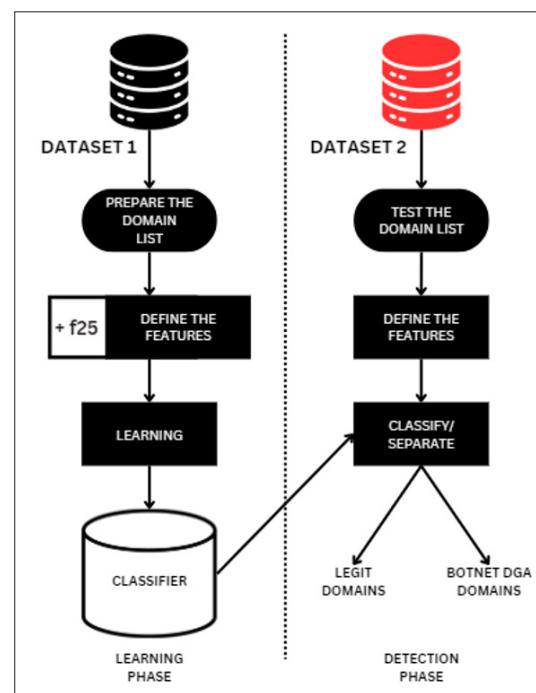 DATASET 1
PREPARE THE
DOMAIN
LIST
+ f25
DEFINE THE
FEATURES
LEARNING
CLASSIFIER
LEARNING
PHASE
DATASET 2
TEST THE
DOMAIN LIST
DEFINE THE
FEATURES
CLASSIFY/
SEPARATE
LEGIT
DOMAINS
BOTNET DGA
DOMAINS
DETECTION
PHASE